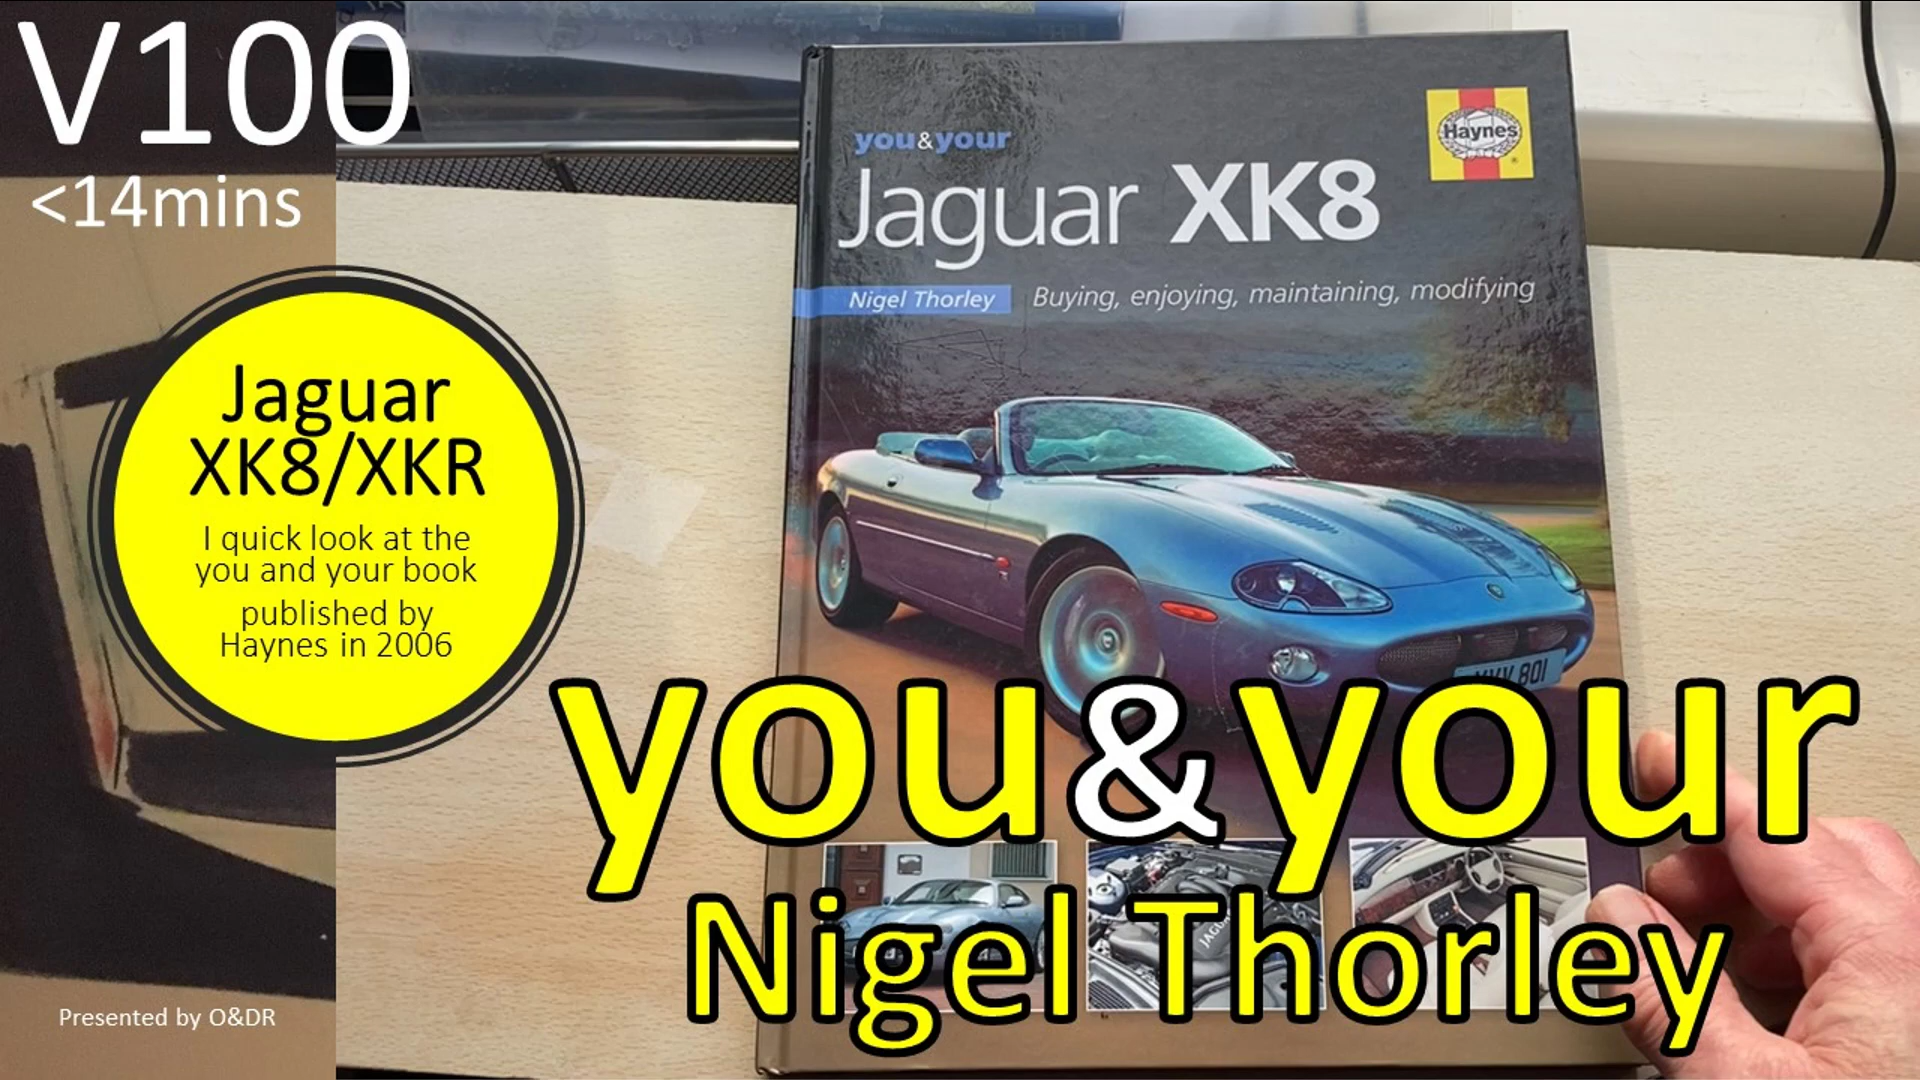 V100
<14mins
Jaguar
XK8/XKR
I quick look at the
you and your book
published by
Haynes in 2006
Presented by O&DR
you&your
Haynes
Jaguar XK8
Nigel Thorley
Buying, enjoying, maintaining, modifying
801
you&your
Nigel Thorley